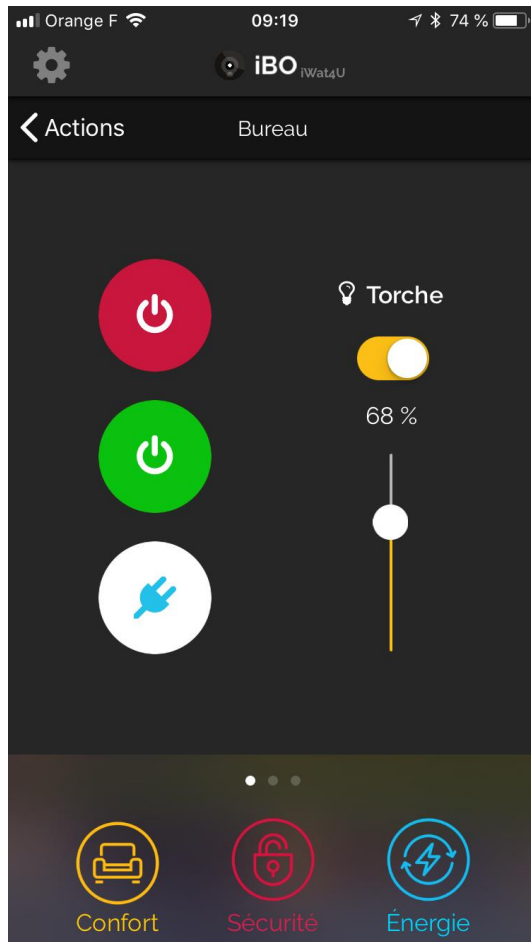 Orange F 09:19 74 %
iBO iWat4U
Actions Bureau
Torche
68 %
Confort Sécurité Énergie